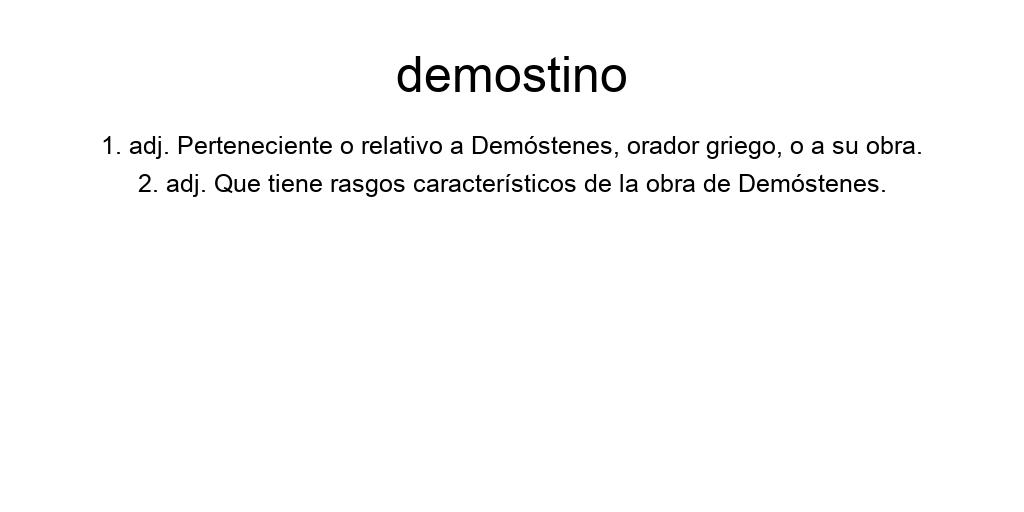 demostino
1. adj. Perteneciente o relativo a Demóstenes, orador griego, o a su obra.
2. adj. Que tiene rasgos característicos de la obra de Demóstenes.